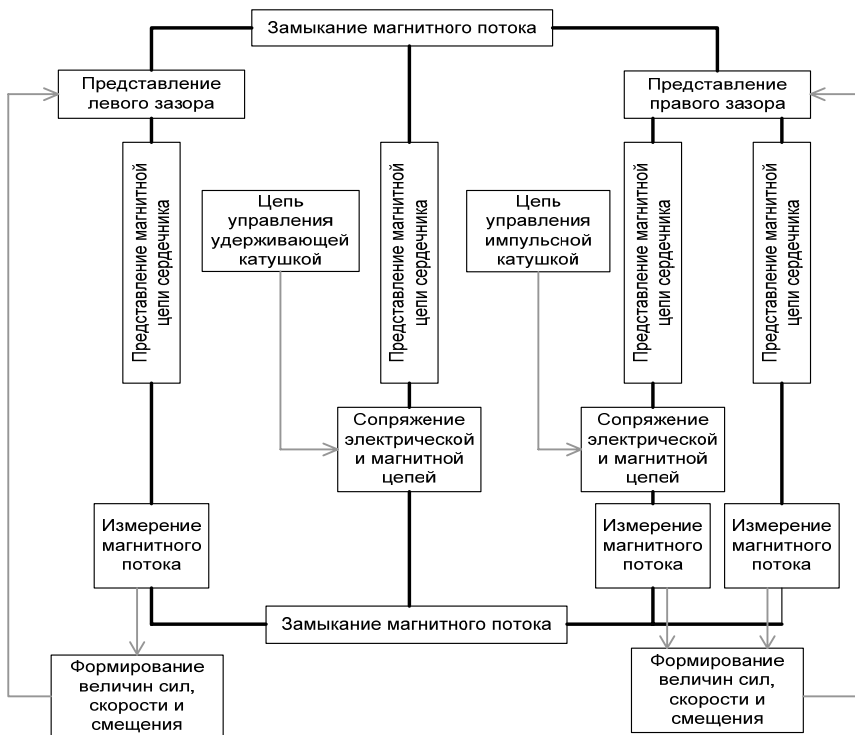 Замыкание магнитного потока
Представление
левого зазора
Представление
правого зазора
Представление магнитной
цепи сердечника
Цепь
управления
удерживающей
катушкой
Представление магнитной
цепи сердечника
Цепь
управления
импульсной
катушкой
Представление магнитной
цепи сердечника
Представление магнитной
цепи сердечника
Сопряжение
электрической
и магнитной
цепей
Сопряжение
электрической
и магнитной
цепей
Измерение
магнитного
потока
Измерение
магнитного
потока
Измерение
магнитного
потока
Замыкание магнитного потока
Формирование
величин сил,
скорости и
смещения
Формирование
величин сил,
скорости и
смещения